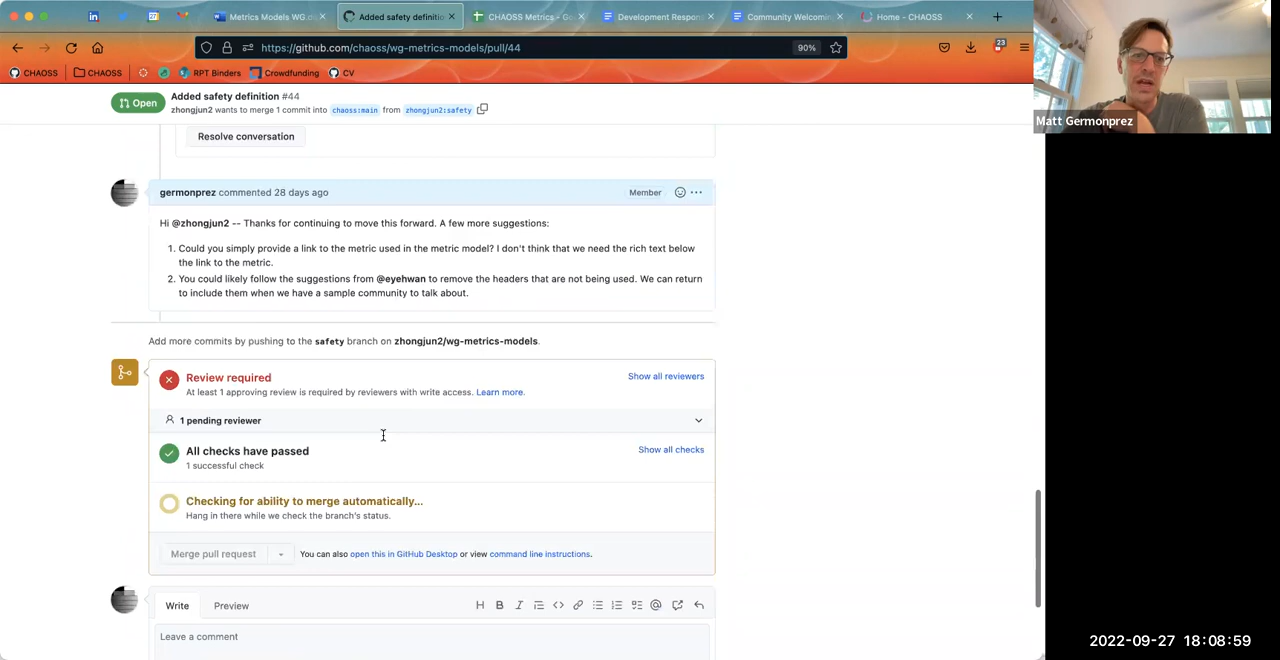 Metrics Models WG.d
Added safety definitio
CHAOSS Metrics - Go
Development Respon
Community Welcomin
Home - CHAOSS
https://github.com/chaoss/wg-metrics-models/pull/44
90%
23
CHAOSS
CHAOSS
RPT Binders
Crowdfunding
CV
Matt Germonprez
Open
Added safety definition #44
zhongjun2 wants to merge 1 commit into chaoss:main from zhongjun2:safety
Resolve conversation
germonprez commented 28 days ago
Member
Hi @zhongjun2 -- Thanks for continuing to move this forward. A few more suggestions:
1. Could you simply provide a link to the metric used in the metric model? I don't think that we need the rich text below
the link to the metric.
2. You could likely follow the suggestions from @eyehwan to remove the headers that are not being used. We can return
to include them when we have a sample community to talk about.
Add more commits by pushing to the safety branch on zhongjun2/wg-metrics-models.
Review required
Show all reviewers
At least 1 approving review is required by reviewers with write access. Learn more.
1 pending reviewer
All checks have passed
Show all checks
1 successful check
Checking for ability to merge automatically...
Hang in there while we check the branch's status.
Merge pull request
You can also open this in GitHub Desktop or view command line instructions.
Write
Preview
Leave a comment
2022-09-27 18:08:59